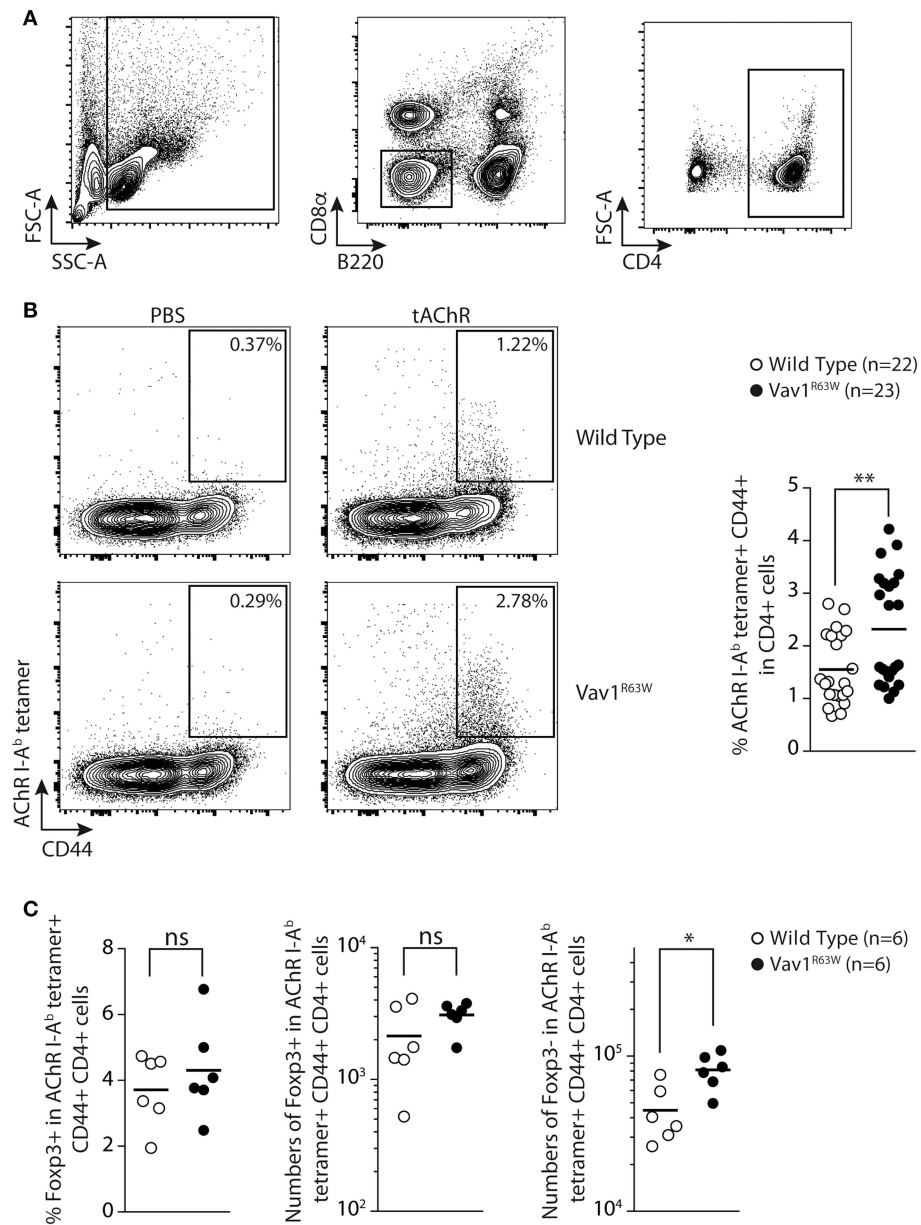 A
FSC-A
SSC-A
CD8α
B220
FSC-A
CD4
B
PBS
tAChR
0.37%
1.22%
Wild Type
0.29%
2.78%
Vav1R63W
AChR I-Ab tetamer
CD44
Wild Type (n=22)
Vav1R63W (n=23)
**
% AChR I-Ab tetramer+ CD44+
in CD4+ cells
5
4
3
2
1
0
C
% Foxp3+ in AChR I-Ab tetramer+
CD44+ CD4+ cells
8
6
4
2
0
ns
Numbers of Foxp3+ in AChR I-Ab
tetramer+ CD44+ CD4+ cells
104
103
102
ns
Numbers of Foxp3- in AChR I-Ab
tetramer+ CD44+ CD4+ cells
105
104
*
Wild Type (n=6)
Vav1R63W (n=6)